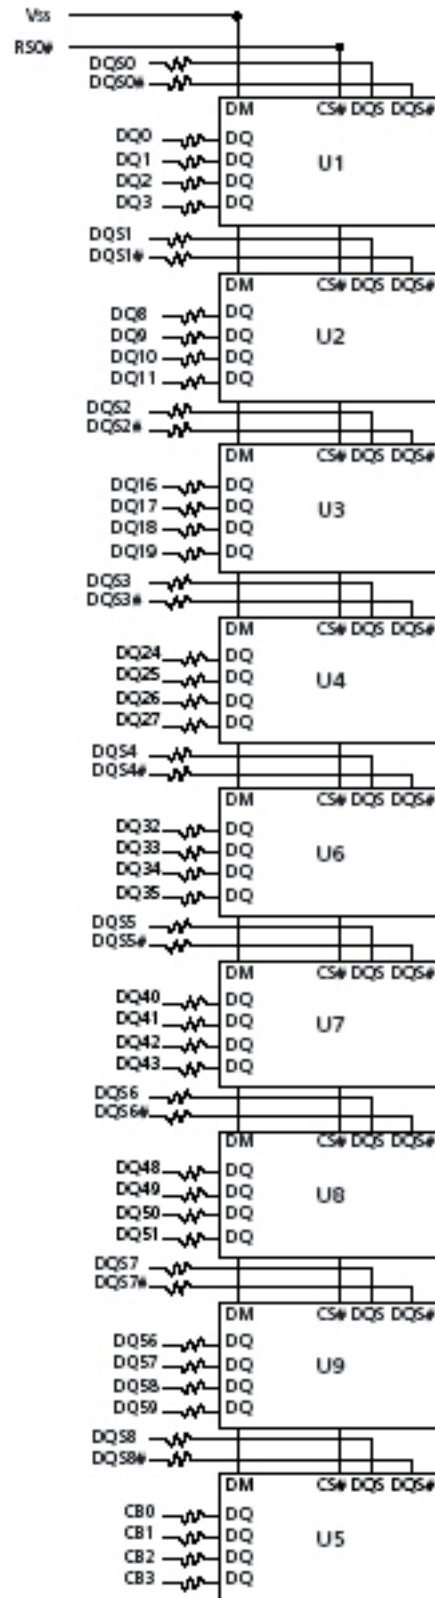 Vss
RS0#
DQS0
DQS0#
DM CS# DQS DQS#
DQ0 DQ
DQ1 DQ
DQ2 DQ
DQ3 DQ
U1
DQS1
DQS1#
DM CS# DQS DQS#
DQ8 DQ
DQ9 DQ
DQ10 DQ
DQ11 DQ
U2
DQS2
DQS2#
DM CS# DQS DQS#
DQ16 DQ
DQ17 DQ
DQ18 DQ
DQ19 DQ
U3
DQS3
DQS3#
DM CS# DQS DQS#
DQ24 DQ
DQ25 DQ
DQ26 DQ
DQ27 DQ
U4
DQS4
DQS4#
DM CS# DQS DQS#
DQ32 DQ
DQ33 DQ
DQ34 DQ
DQ35 DQ
U6
DQS5
DQS5#
DM CS# DQS DQS#
DQ40 DQ
DQ41 DQ
DQ42 DQ
DQ43 DQ
U7
DQS6
DQS6#
DM CS# DQS DQS#
DQ48 DQ
DQ49 DQ
DQ50 DQ
DQ51 DQ
U8
DQS7
DQS7#
DM CS# DQS DQS#
DQ56 DQ
DQ57 DQ
DQ58 DQ
DQ59 DQ
U9
DQS8
DQS8#
DM CS# DQS DQS#
CB0 DQ
CB1 DQ
CB2 DQ
CB3 DQ
U5